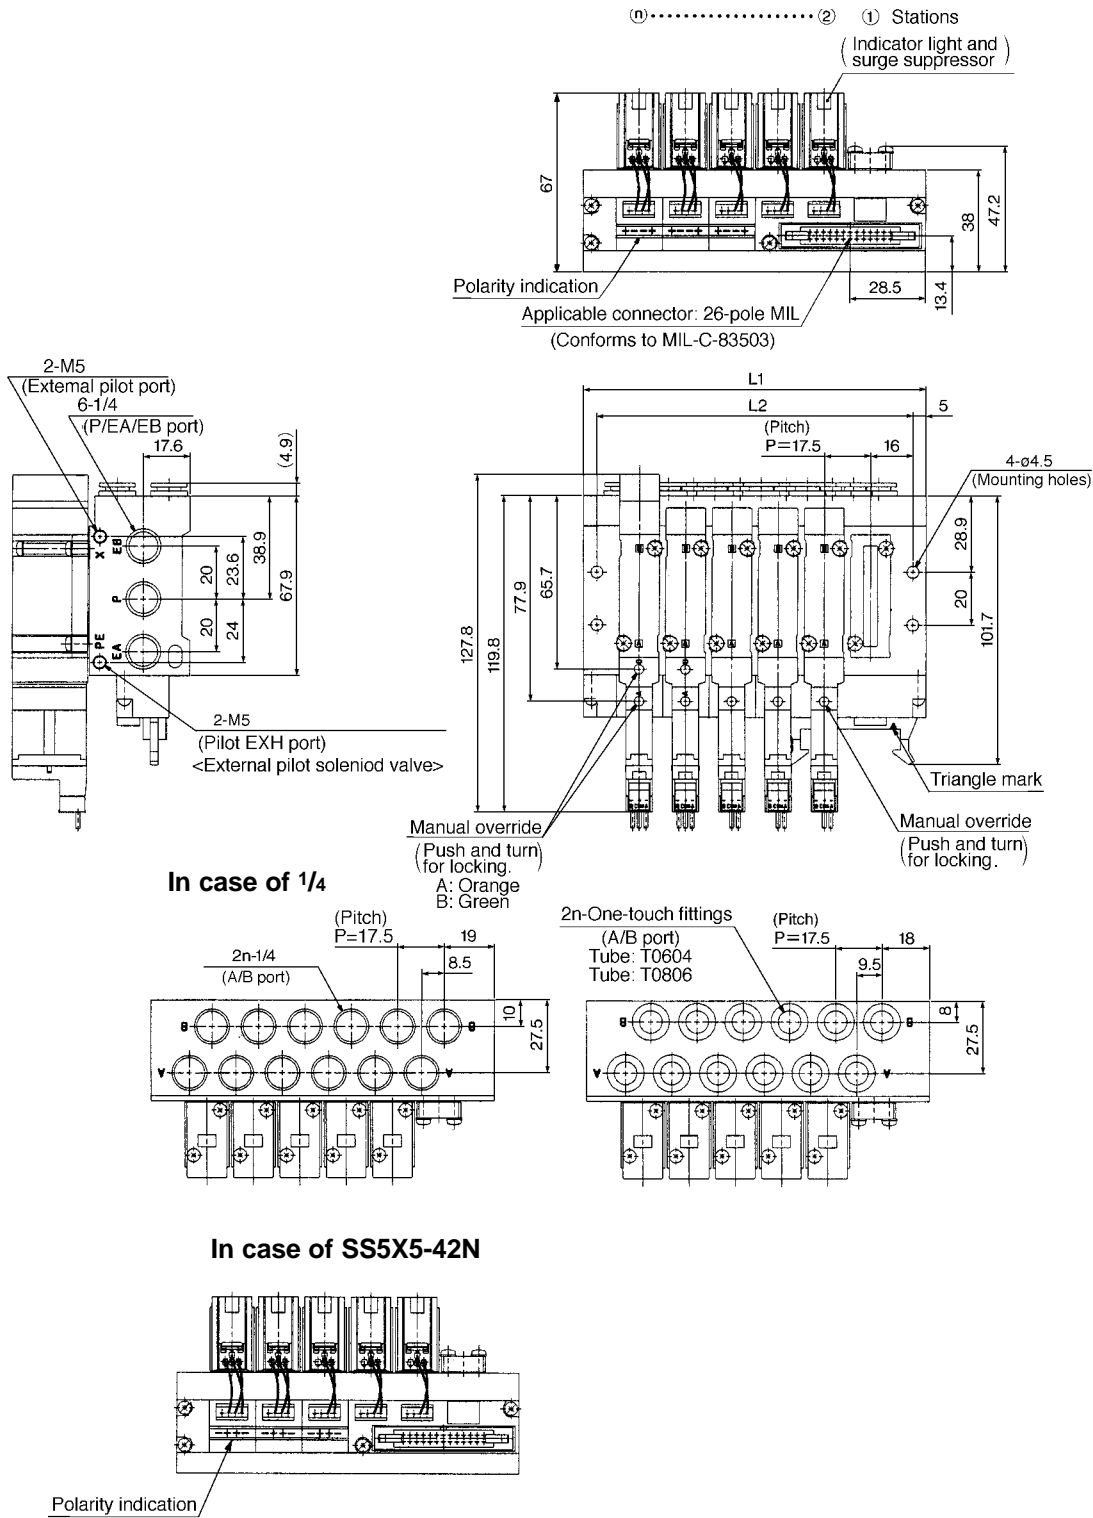 ⓝ ② ① Stations
(Indicator light and
surge suppressor)
67
38
47.2
13.4
28.5
Polarity indication
Applicable connector: 26-pole MIL
(Conforms to MIL-C-83503)
2-M5
(External pilot port)
6-1/4
(P/EA/EB port)
17.6
(4.9)
X
EB
P
PE
EA
20
20
23.6
24
38.9
67.9
2-M5
(Pilot EXH port)
<External pilot soleniod valve>
L1
L2
5
(Pitch)
P=17.5
16
4-ø4.5
(Mounting holes)
127.8
119.8
77.9
65.7
28.9
20
101.7
Triangle mark
Manual override
(Push and turn)
for locking.
A: Orange
B: Green
Manual override
(Push and turn
for locking.)
In case of 1/4
(Pitch)
P=17.5
19
8.5
2n-1/4
(A/B port)
10
27.5
B
B
A
A
2n-One-touch fittings
(A/B port)
Tube: T0604
Tube: T0806
(Pitch)
P=17.5
18
9.5
8
27.5
B
B
A
A
In case of SS5X5-42N
Polarity indication